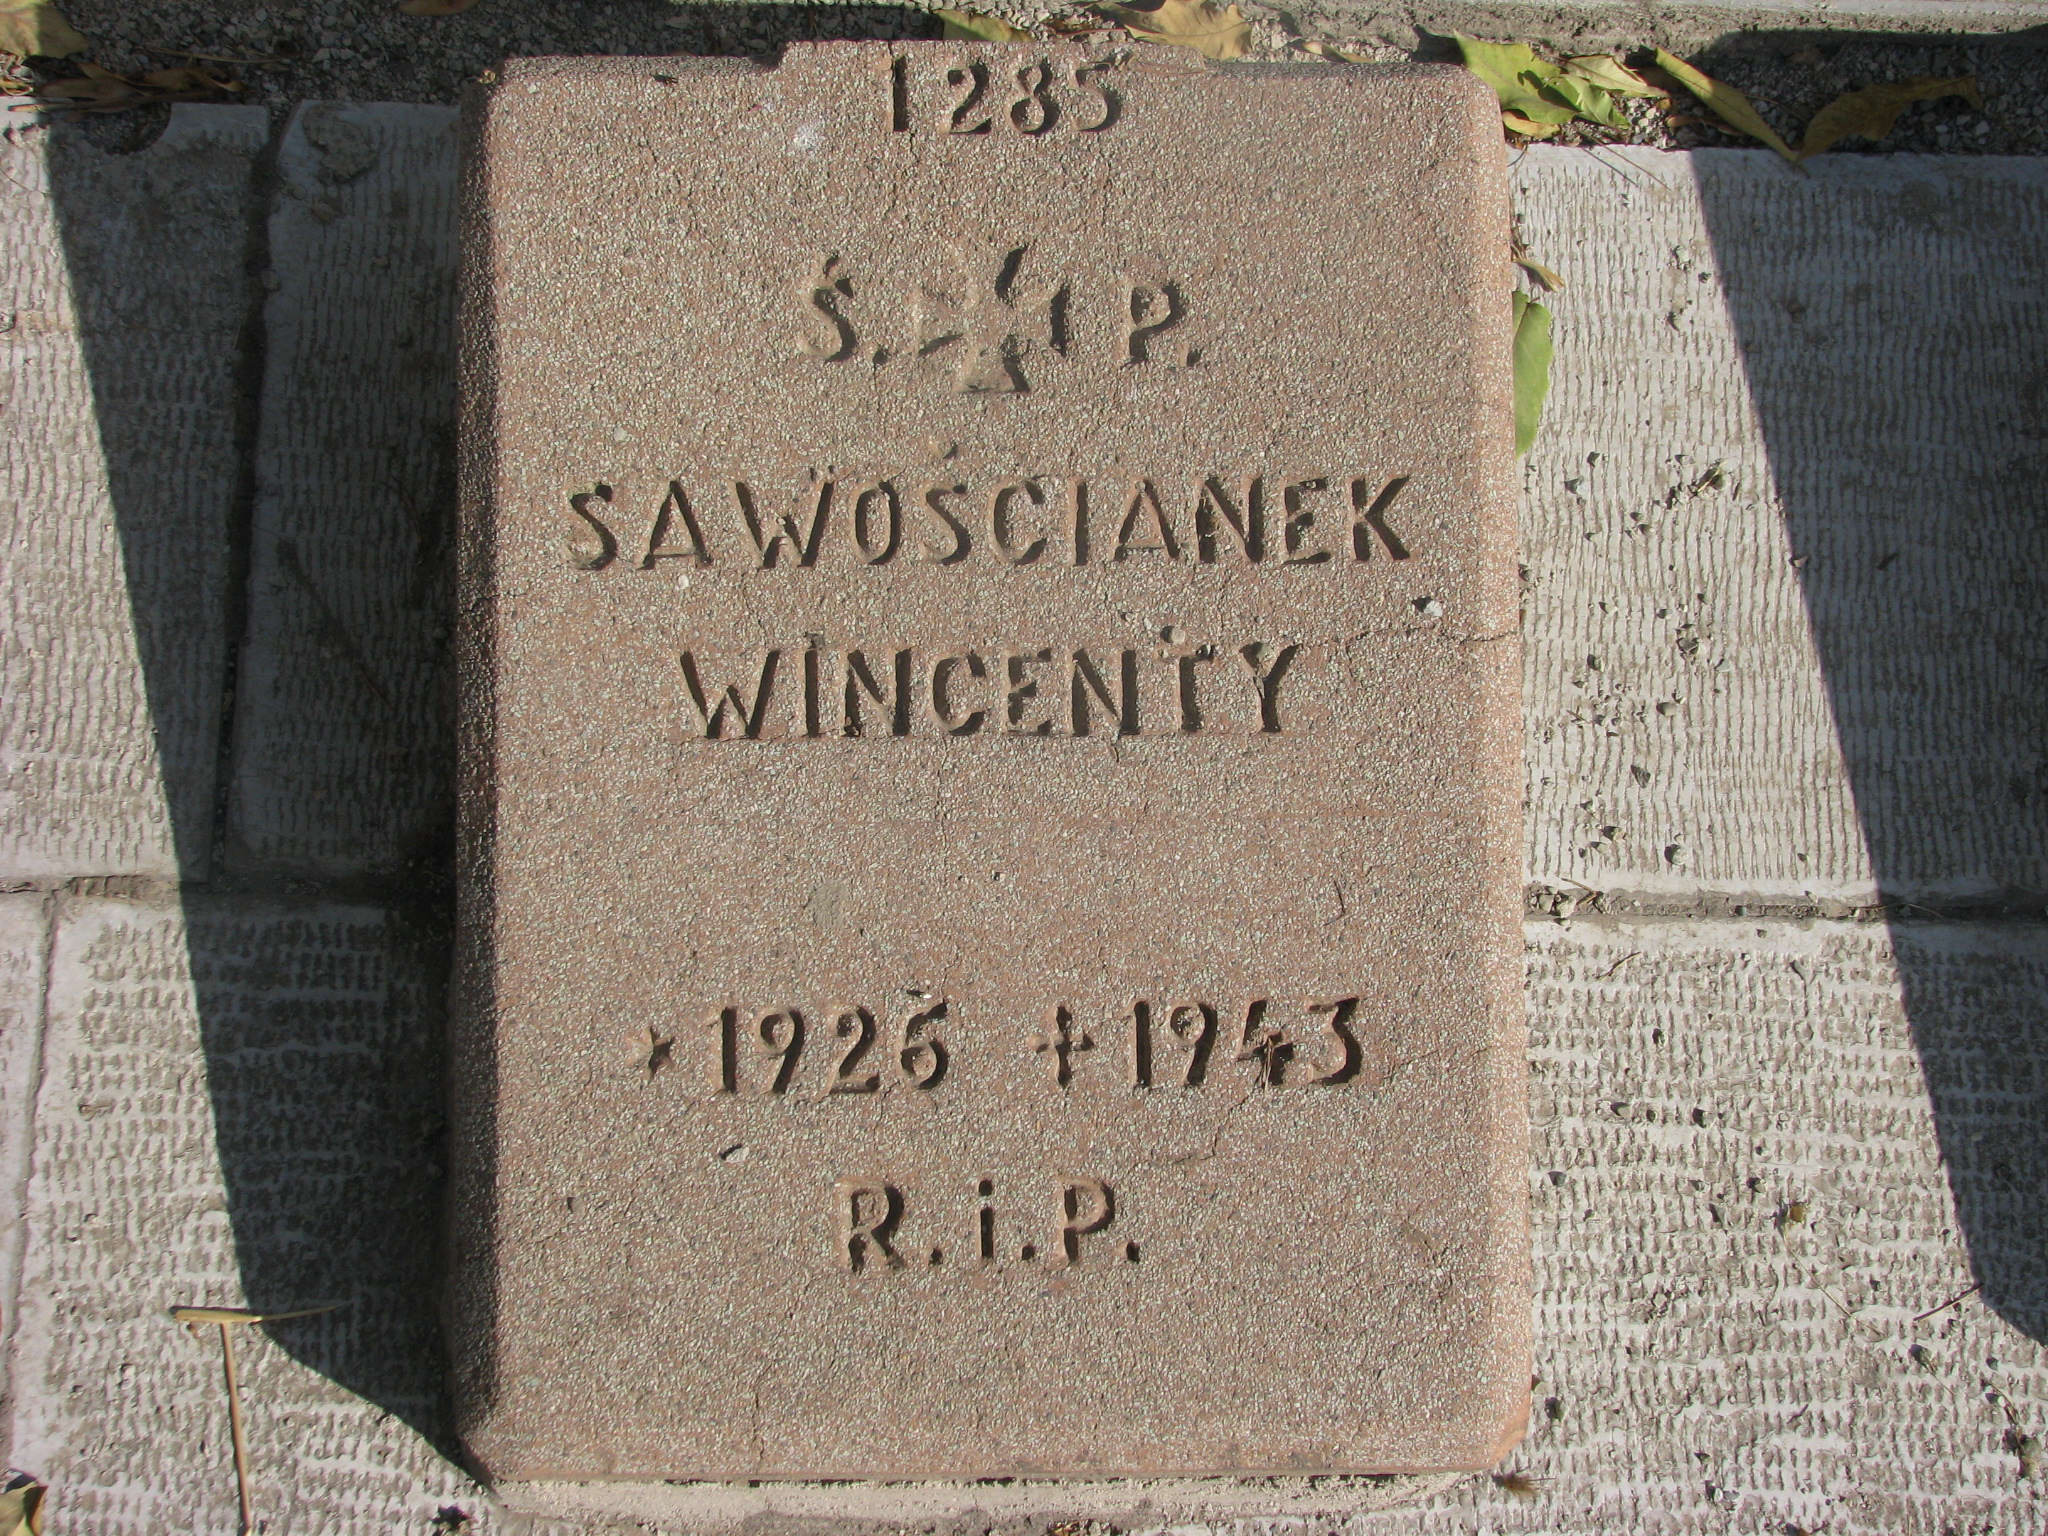 1285
Ś. P.
SAWOŚCIANEK
WINCENTY
* 1926 + 1943
R.i.P.